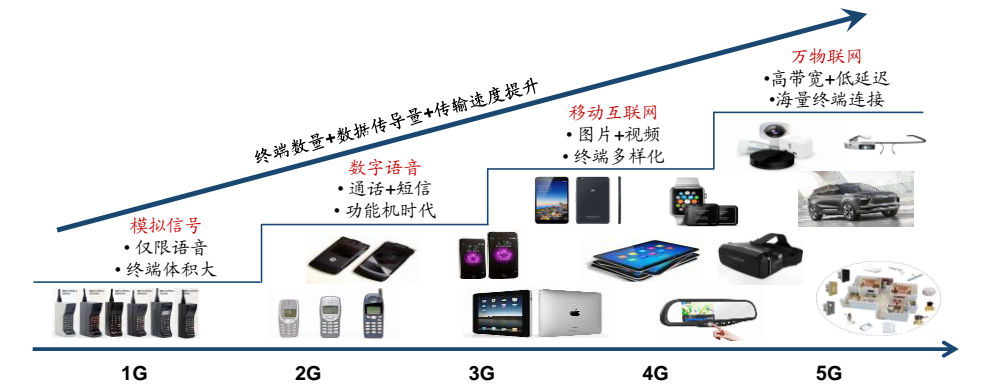 终端数量+数据传导量+传输速度提升
模拟信号
• 仅限语音
• 终端体积大
数字语音
• 通话+短信
• 功能机时代
移动互联网
• 图片+视频
• 终端多样化
万物联网
•高带宽+低延迟
•海量终端连接
1G
2G
3G
4G
5G